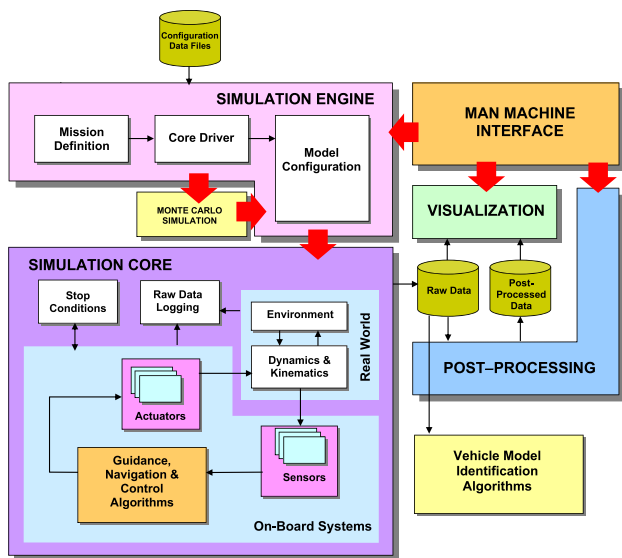 Configuration
Data Files
SIMULATION ENGINE
Mission
Definition
Core Driver
Model
Configuration
MAN MACHINE
INTERFACE
MONTE CARLO
SIMULATION
VISUALIZATION
SIMULATION CORE
Stop
Conditions
Raw Data
Logging
Environment
Dynamics &
Kinematics
Real World
Raw Data
Post-
Processed
Data
POST–PROCESSING
Actuators
Guidance,
Navigation &
Control
Algorithms
Sensors
On-Board Systems
Vehicle Model
Identification
Algorithms